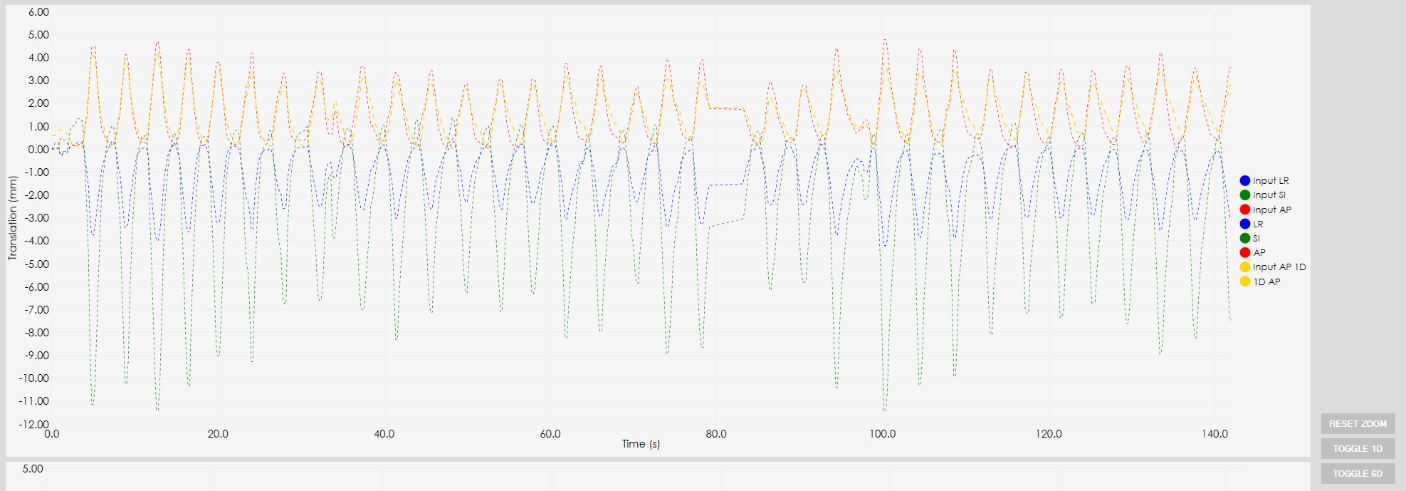 6.00
5.00
4.00
3.00
2.00
1.00
0.00
-1.00
-2.00
-3.00
-4.00
-5.00
-6.00
-7.00
-8.00
-9.00
-10.00
-11.00
-12.00
Translation (mm)
0.0 20.0 40.0 60.0 80.0 100.0 120.0 140.0
Time (s)
Input LR
Input SI
Input AP
LR
SI
AP
Input AP 1D
1D AP
RESET ZOOM
TOGGLE 1D
TOGGLE 6D
5.00